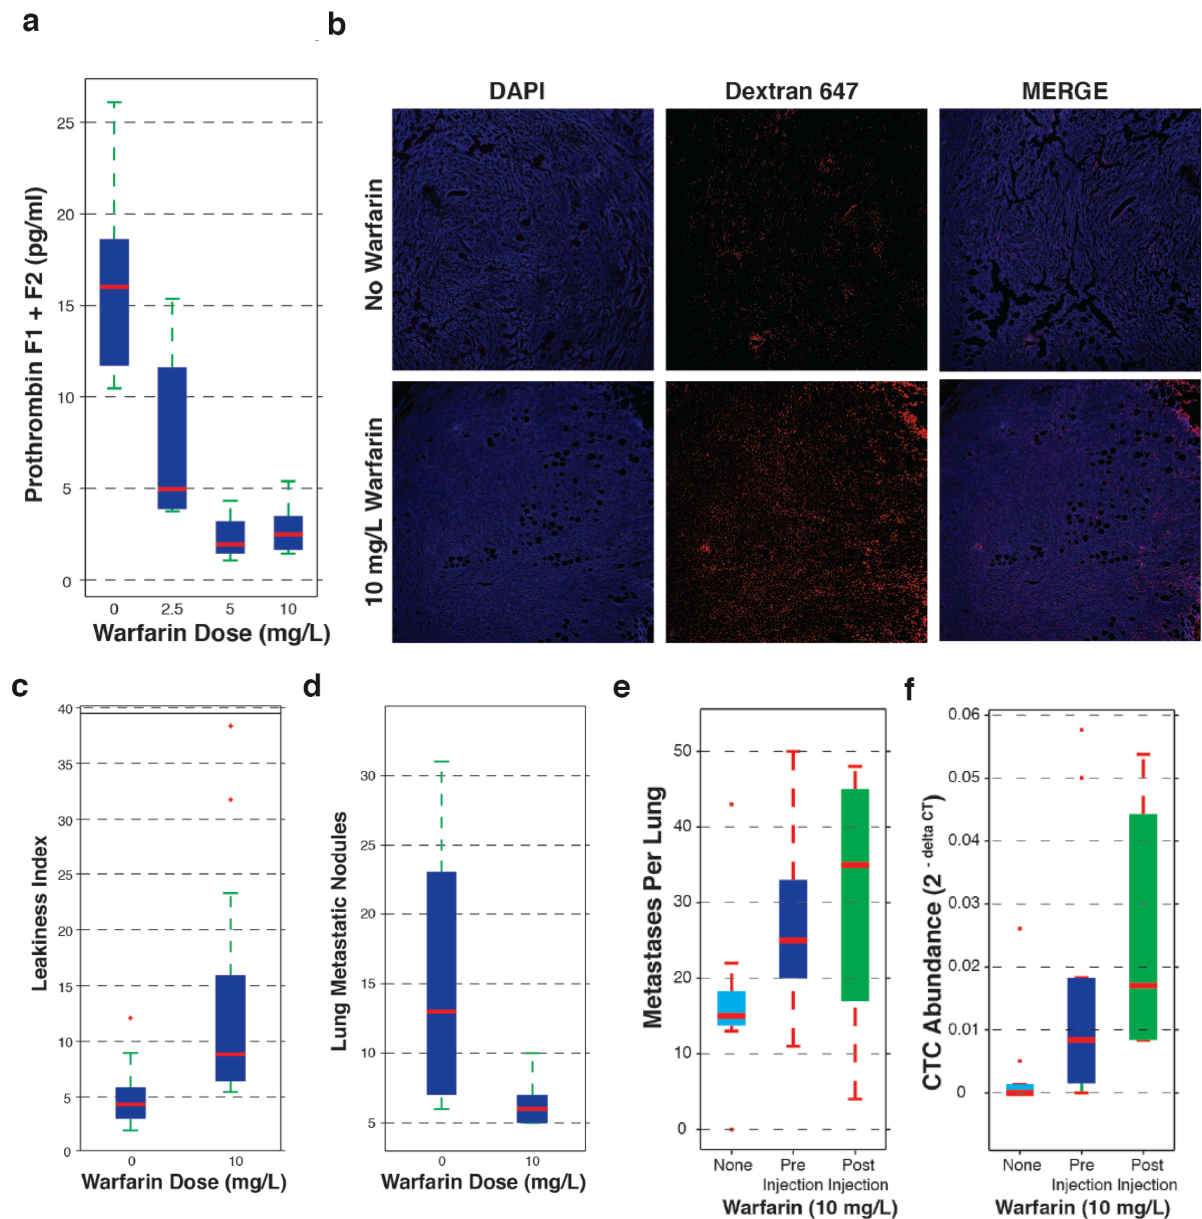 a
b
DAPI
Dextran 647
MERGE
Prothrombin F1 + F2 (pg/ml)
25
20
15
10
5
0
0
2.5
5
10
Warfarin Dose (mg/L)
No Warfarin
10 mg/L Warfarin
c
Leakiness Index
40
35
30
25
20
15
10
5
0
0
10
Warfarin Dose (mg/L)
d
Lung Metastatic Nodules
30
25
20
15
10
5
0
10
Warfarin Dose (mg/L)
e
Metastases Per Lung
50
40
30
20
10
0
None
Pre Injection
Post Injection
Warfarin (10 mg/L)
f
CTC Abundance (2 - delta CT)
0.06
0.05
0.04
0.03
0.02
0.01
0
None
Pre Injection
Post Injection
Warfarin (10 mg/L)